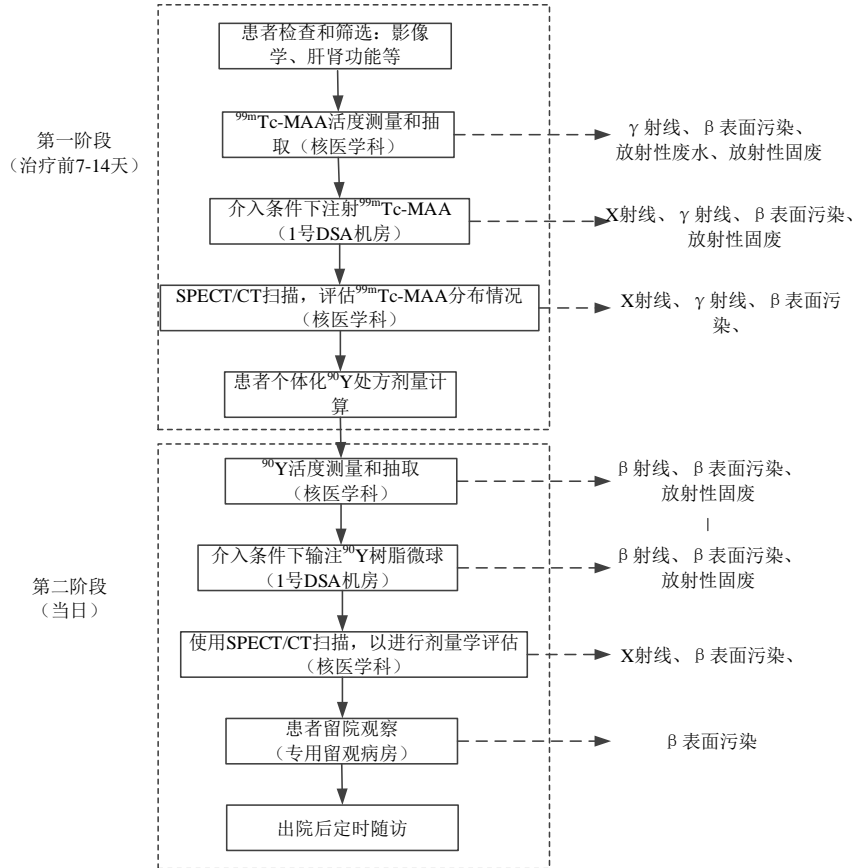 患者检查和筛选：影像
学、肝肾功能等
第一阶段
（治疗前7-14天）
⁹⁹ᵐTc-MAA活度测量和抽
取（核医学科）
γ射线、β表面污染、
放射性废水、放射性固废
介入条件下注射⁹⁹ᵐTc-MAA
（1号DSA机房）
X射线、γ射线、β表面污染、
放射性固废
SPECT/CT扫描，评估⁹⁹ᵐTc-MAA分布情况
（核医学科）
X射线、γ射线、β表面污
染、
患者个体化⁹⁰Y处方剂量计
算
⁹⁰Y活度测量和抽取
（核医学科）
β射线、β表面污染、
放射性固废
第二阶段
（当日）
介入条件下输注⁹⁰Y树脂微球
（1号DSA机房）
β射线、β表面污染、
放射性固废
使用SPECT/CT扫描，以进行剂量学评估
（核医学科）
X射线、β表面污染、
患者留院观察
（专用留观病房）
β表面污染
出院后定时随访